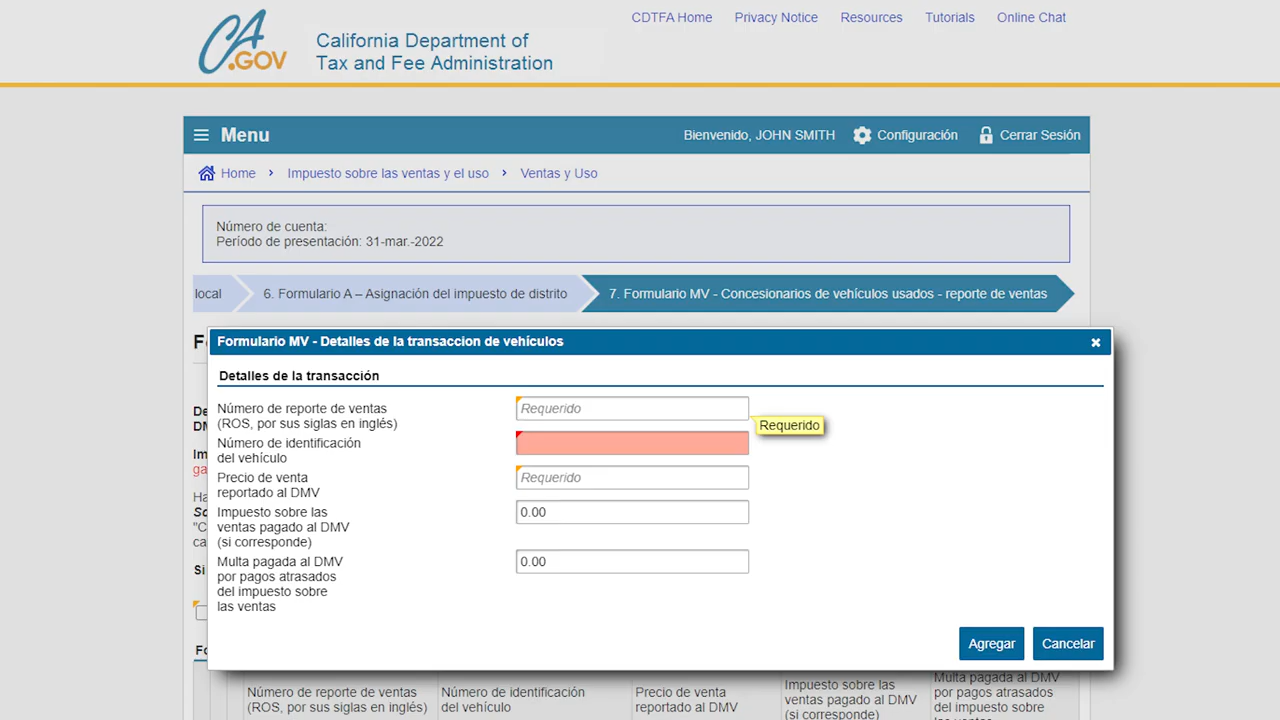 CDTFA Home Privacy Notice Resources Tutorials Online Chat
CA
.GOV
California Department of
Tax and Fee Administration
Menu Bienvenido, JOHN SMITH Configuración Cerrar Sesión
Home › Impuesto sobre las ventas y el uso › Ventas y Uso
Número de cuenta:
Período de presentación: 31-mar.-2022
local 6. Formulario A – Asignación del impuesto de distrito 7. Formulario MV - Concesionarios de vehículos usados - reporte de ventas
Formulario MV - Detalles de la transaccion de vehículos
Detalles de la transacción
Número de reporte de ventas
(ROS, por sus siglas en inglés)
Requerido
Requerido
Número de identificación
del vehículo
Precio de venta
reportado al DMV
Requerido
Impuesto sobre las
ventas pagado al DMV
(si corresponde)
0.00
Multa pagada al DMV
por pagos atrasados
del impuesto sobre
las ventas
0.00
Agregar Cancelar
Si
Número de reporte de ventas
(ROS, por sus siglas en inglés)
Número de identificación
del vehículo
Precio de venta
reportado al DMV
Impuesto sobre las
ventas pagado al DMV
(si corresponde)
Multa pagada al DMV
por pagos atrasados
del impuesto sobre